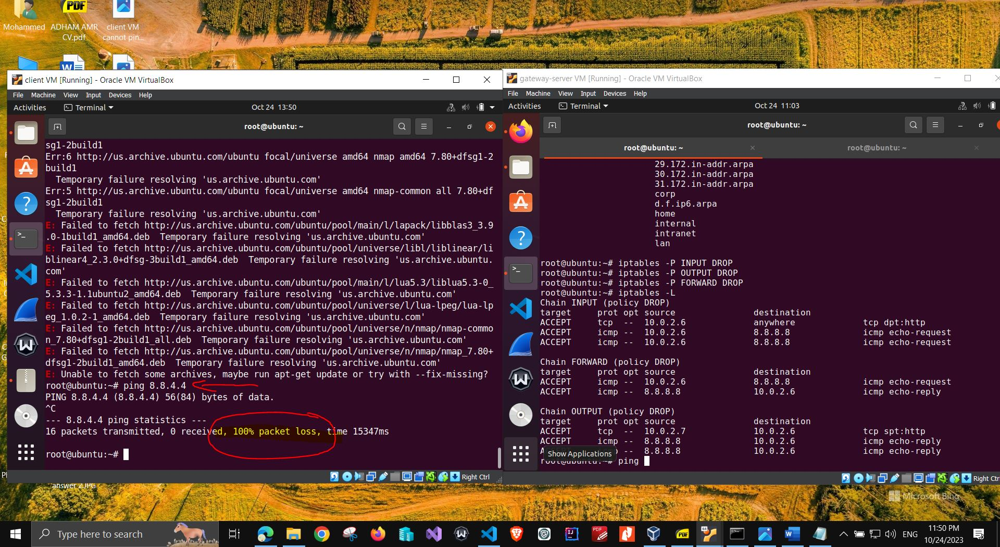 Mohammed
ADHAM AMR
CV.pdf
client VM
cannot pin...
PDF
client VM [Running] - Oracle VM VirtualBox
File Machine View Input Devices Help
Activities
Terminal
Oct 24 13:50
root@ubuntu: ~
sg1-2build1
Err:6 http://us.archive.ubuntu.com/ubuntu focal/universe amd64 nmap amd64 7.80+dfsg1-2
build1
Temporary failure resolving 'us.archive.ubuntu.com'
Err:5 http://us.archive.ubuntu.com/ubuntu focal/universe amd64 nmap-common all 7.80+df
sg1-2build1
Temporary failure resolving 'us.archive.ubuntu.com'
E: Failed to fetch http://us.archive.ubuntu.com/ubuntu/pool/main/l/lapack/libblas3_3.9
.0-1build1_amd64.deb Temporary failure resolving 'us.archive.ubuntu.com'
E: Failed to fetch http://us.archive.ubuntu.com/ubuntu/pool/universe/libl/liblinear/li
blinear4_2.3.0+dfsg-3build1_amd64.deb Temporary failure resolving 'us.archive.ubuntu.
com'
E: Failed to fetch http://us.archive.ubuntu.com/ubuntu/pool/main/l/lua5.3/liblua5.3-0_
5.3.3-1.1ubuntu2_amd64.deb Temporary failure resolving 'us.archive.ubuntu.com'
E: Failed to fetch http://us.archive.ubuntu.com/ubuntu/pool/universe/l/lua-lpeg/lua-lp
eg_1.0.2-1_amd64.deb Temporary failure resolving 'us.archive.ubuntu.com'
E: Failed to fetch http://us.archive.ubuntu.com/ubuntu/pool/universe/n/nmap/nmap-commo
n_7.80+dfsg1-2build1_all.deb Temporary failure resolving 'us.archive.ubuntu.com'
E: Failed to fetch http://us.archive.ubuntu.com/ubuntu/pool/universe/n/nmap/nmap_7.80+
dfsg1-2build1_amd64.deb Temporary failure resolving 'us.archive.ubuntu.com'
E: Unable to fetch some archives, maybe run apt-get update or try with --fix-missing?
root@ubuntu:~# ping 8.8.4.4
PING 8.8.4.4 (8.8.4.4) 56(84) bytes of data.
^C
--- 8.8.4.4 ping statistics ---
16 packets transmitted, 0 received, 100% packet loss, time 15347ms
root@ubuntu:~#
Right Ctrl
answer 2JPG
gateway-server VM [Running] - Oracle VM VirtualBox
File Machine View Input Devices Help
Activities
Terminal
Oct 24 11:03
root@ubuntu: ~
root@ubuntu: ~
root@ubuntu: ~
29.172.in-addr.arpa
30.172.in-addr.arpa
31.172.in-addr.arpa
corp
d.f.ip6.arpa
home
internal
intranet
lan
root@ubuntu:~# iptables -P INPUT DROP
root@ubuntu:~# iptables -P OUTPUT DROP
root@ubuntu:~# iptables -P FORWARD DROP
root@ubuntu:~# iptables -L
Chain INPUT (policy DROP)
target prot opt source destination
ACCEPT tcp -- 10.0.2.6 anywhere tcp dpt:http
ACCEPT icmp -- 10.0.2.6 8.8.8.8 icmp echo-request
ACCEPT icmp -- 10.0.2.6 8.8.8.8 icmp echo-request
Chain FORWARD (policy DROP)
target prot opt source destination
ACCEPT icmp -- 10.0.2.6 8.8.8.8 icmp echo-request
ACCEPT icmp -- 8.8.8.8 10.0.2.6 icmp echo-reply
Chain OUTPUT (policy DROP)
target prot opt source destination
ACCEPT tcp -- 10.0.2.7 10.0.2.6 tcp spt:http
ACCEPT icmp -- 8.8.8.8 10.0.2.6 icmp echo-reply
-- 8.8.8.8 10.0.2.6 icmp echo-reply
Show Applications
ping
Right Ctr
Microsoft Bing
Type here to search
ENG
11:50 PM
10/24/2023